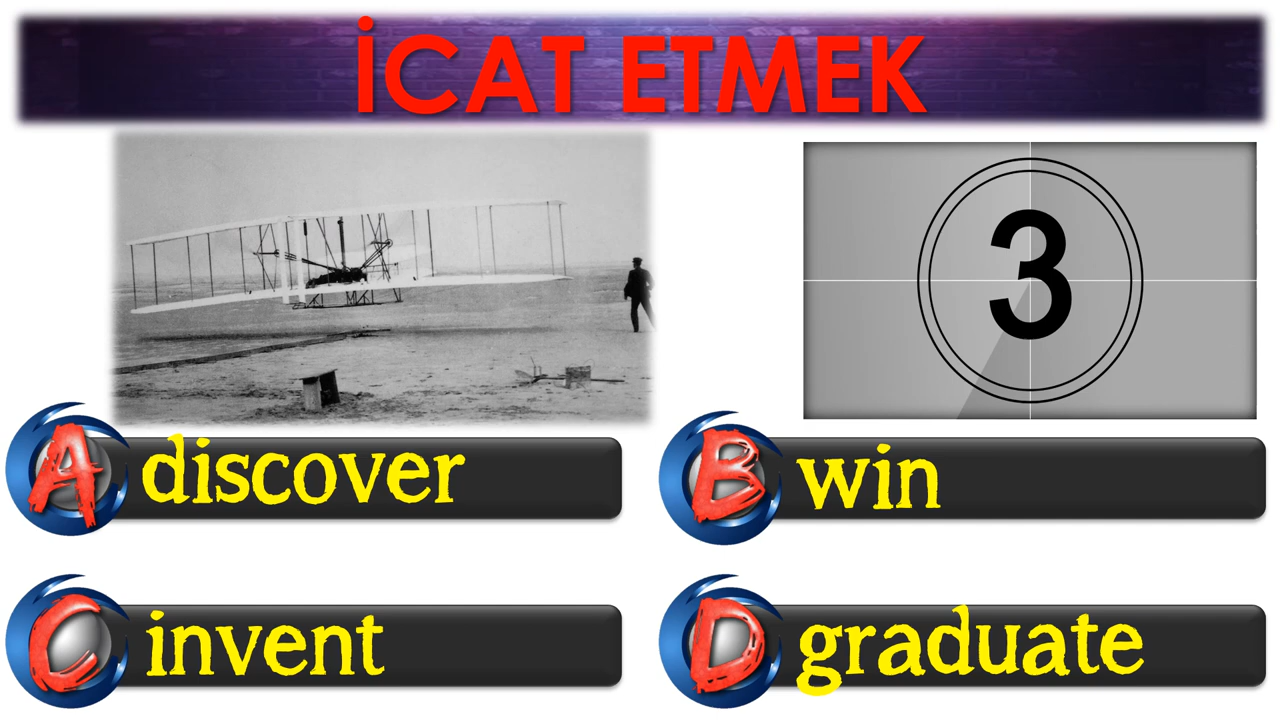 İCAT ETMEK
3
A discover
B win
C invent
D graduate